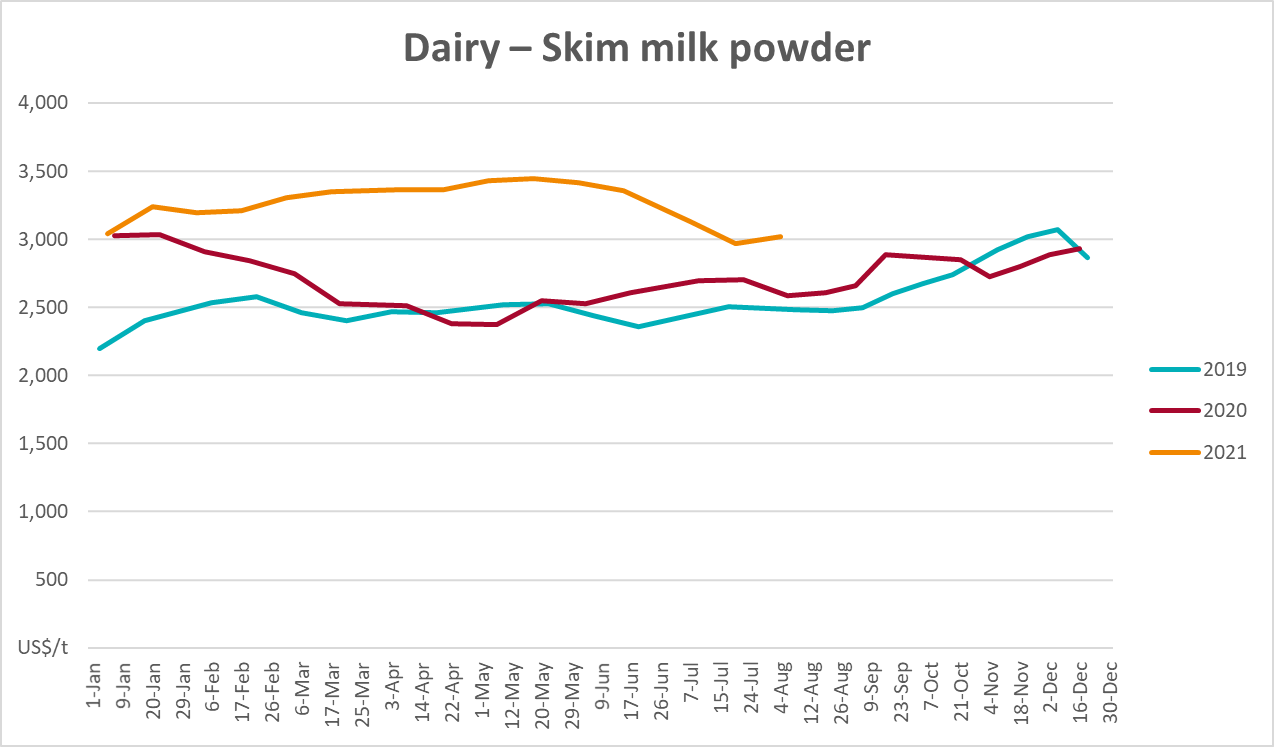 Dairy – Skim milk powder
4,000
3,500
3,000
2,500
2,000
1,500
1,000
500
US$/t
1-Jan
9-Jan
20-Jan
29-Jan
6-Feb
17-Feb
26-Feb
6-Mar
17-Mar
25-Mar
3-Apr
14-Apr
22-Apr
1-May
12-May
20-May
29-May
9-Jun
17-Jun
26-Jun
7-Jul
15-Jul
24-Jul
4-Aug
12-Aug
26-Aug
9-Sep
23-Sep
7-Oct
21-Oct
4-Nov
18-Nov
2-Dec
16-Dec
30-Dec
2019
2020
2021